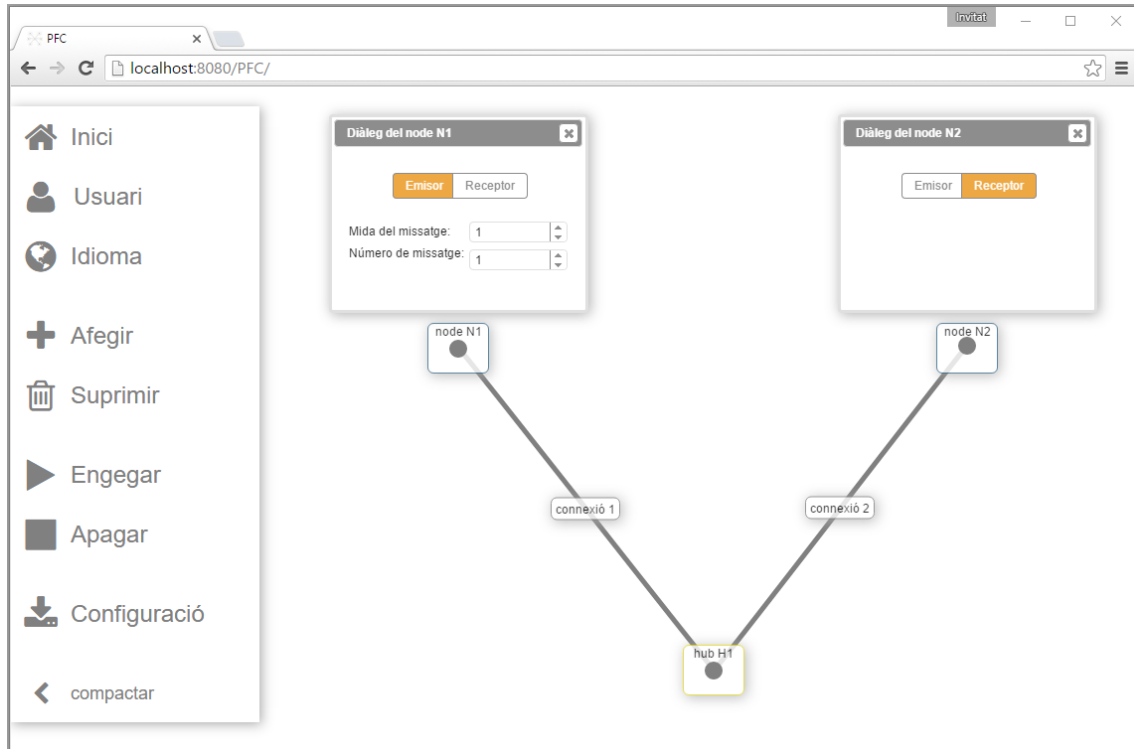 Invitat
PFC
localhost:8080/PFC/
Inici
Usuari
Idioma
Afegir
Suprimir
Engegar
Apagar
Configuració
compactar
Diàleg del node N1
Emisor Receptor
Mida del missatge: 1
Número de missatge: 1
node N1
Diàleg del node N2
Emisor Receptor
node N2
connexió 1
connexió 2
hub H1